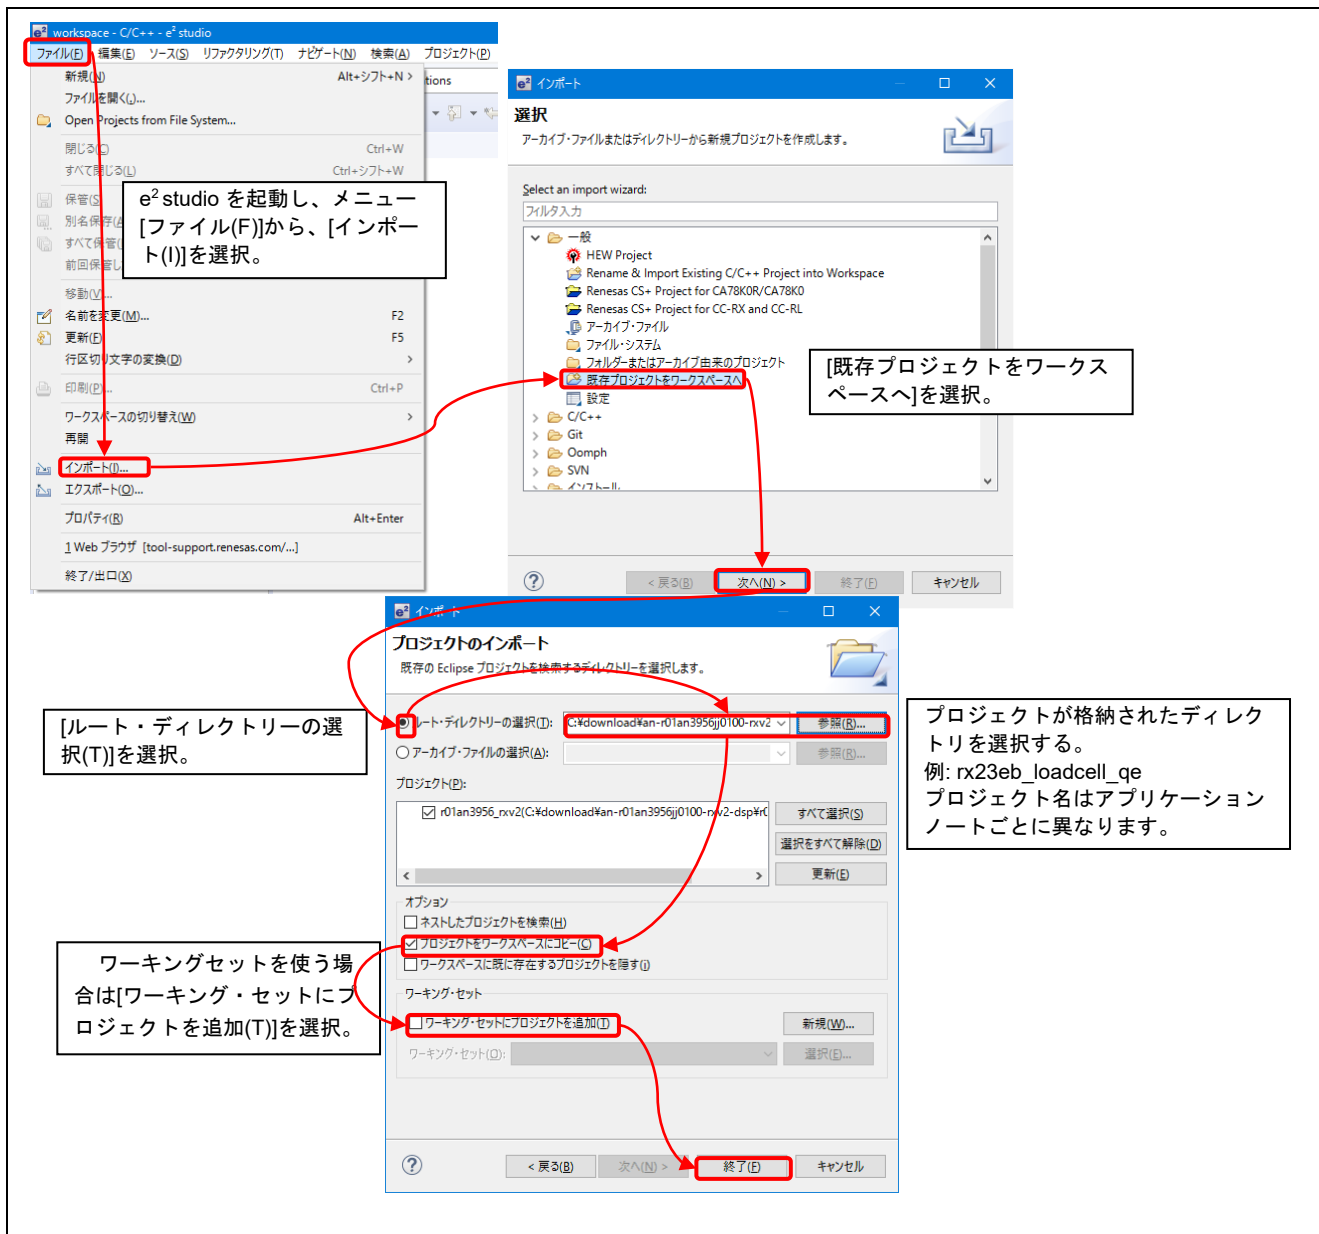 workspace - C/C++ - e² studio
ファイル(F) 編集(E) ソース(S) リファクタリング(T) ナビゲート(N) 検索(A) プロジェクト(P)
新規(N) Alt+シフト+N >
tions
ファイルを開く(.)...
Open Projects from File System...
閉じる(C) Ctrl+W
すべて閉じる(L) Ctrl+シフト+W
保管(S
別名保存(A
すべて保管(
前回保管し
e² studio を起動し、メニュー
[ファイル(F)]から、[インポー
ト(I)]を選択。
移動(V)...
名前を変更(M)... F2
更新(F) F5
行区切り文字の変換(D) >
印刷(P)... Ctrl+P
ワークスペースの切り替え(W) >
再開
インポート(I)...
エクスポート(O)...
プロパティ(R) Alt+Enter
1 Web ブラウザ [tool-support.renesas.com/...]
終了/出口(X)
インポート
選択
アーカイブ・ファイルまたはディレクトリーから新規プロジェクトを作成します。
Select an import wizard:
フィルタ入力
一般
HEW Project
Rename & Import Existing C/C++ Project into Workspace
Renesas CS+ Project for CA78K0R/CA78K0
Renesas CS+ Project for CC-RX and CC-RL
アーカイブ・ファイル
ファイル・システム
フォルダーまたはアーカイブ由来のプロジェクト
既存プロジェクトをワークスペースへ
設定
C/C++
Git
Oomph
SVN
インストール
[既存プロジェクトをワークス
ペースへ]を選択。
< 戻る(B) 次へ(N) > 終了(F) キャンセル
インポート
プロジェクトのインポート
既存の Eclipse プロジェクトを検索するディレクトリーを選択します。
[ルート・ディレクトリーの選
択(T)]を選択。
ルート・ディレクトリーの選択(T): C:¥download¥an-r01an3956jj0100-rxv2 参照(R)...
アーカイブ・ファイルの選択(A): 参照(R)...
プロジェクト(P):
r01an3956_rxv2(C:¥download¥an-r01an3956jj0100-rxv2-dsp¥r0 すべて選択(S)
選択をすべて解除(D)
更新(E)
プロジェクトが格納されたディレク
トリを選択する。
例: rx23eb_loadcell_qe
プロジェクト名はアプリケーション
ノートごとに異なります。
オプション
ネストしたプロジェクトを検索(H)
プロジェクトをワークスペースにコピー(C)
ワークスペースに既に存在するプロジェクトを隠す(i)
ワーキングセットを使う場
合は[ワーキング・セットにプ
ロジェクトを追加(T)]を選択。
ワーキング・セット
ワーキング・セットにプロジェクトを追加(T) 新規(W)...
ワーキング・セット(O): 選択(E)...
< 戻る(B) 次へ(N) > 終了(F) キャンセル